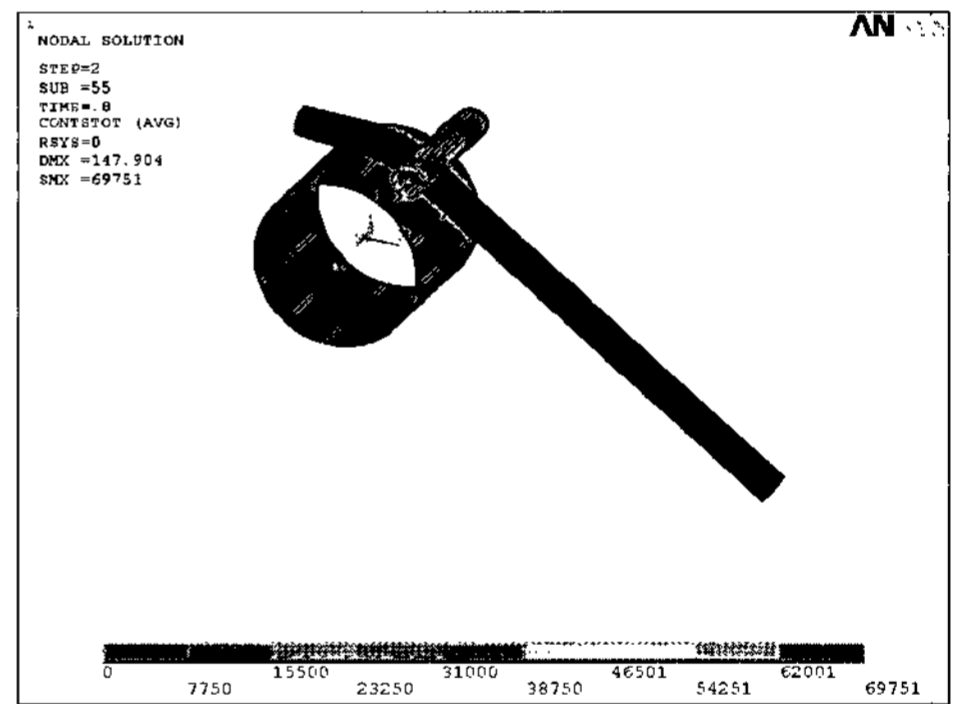 1
NODAL SOLUTION
STEP=2
SUB =55
TIME=.8
CONTSTOT (AVG)
RSYS=0
DMX =147.904
SMX =69751
AN
0 15500 31000 46501 62001
7750 23250 38750 54251 69751